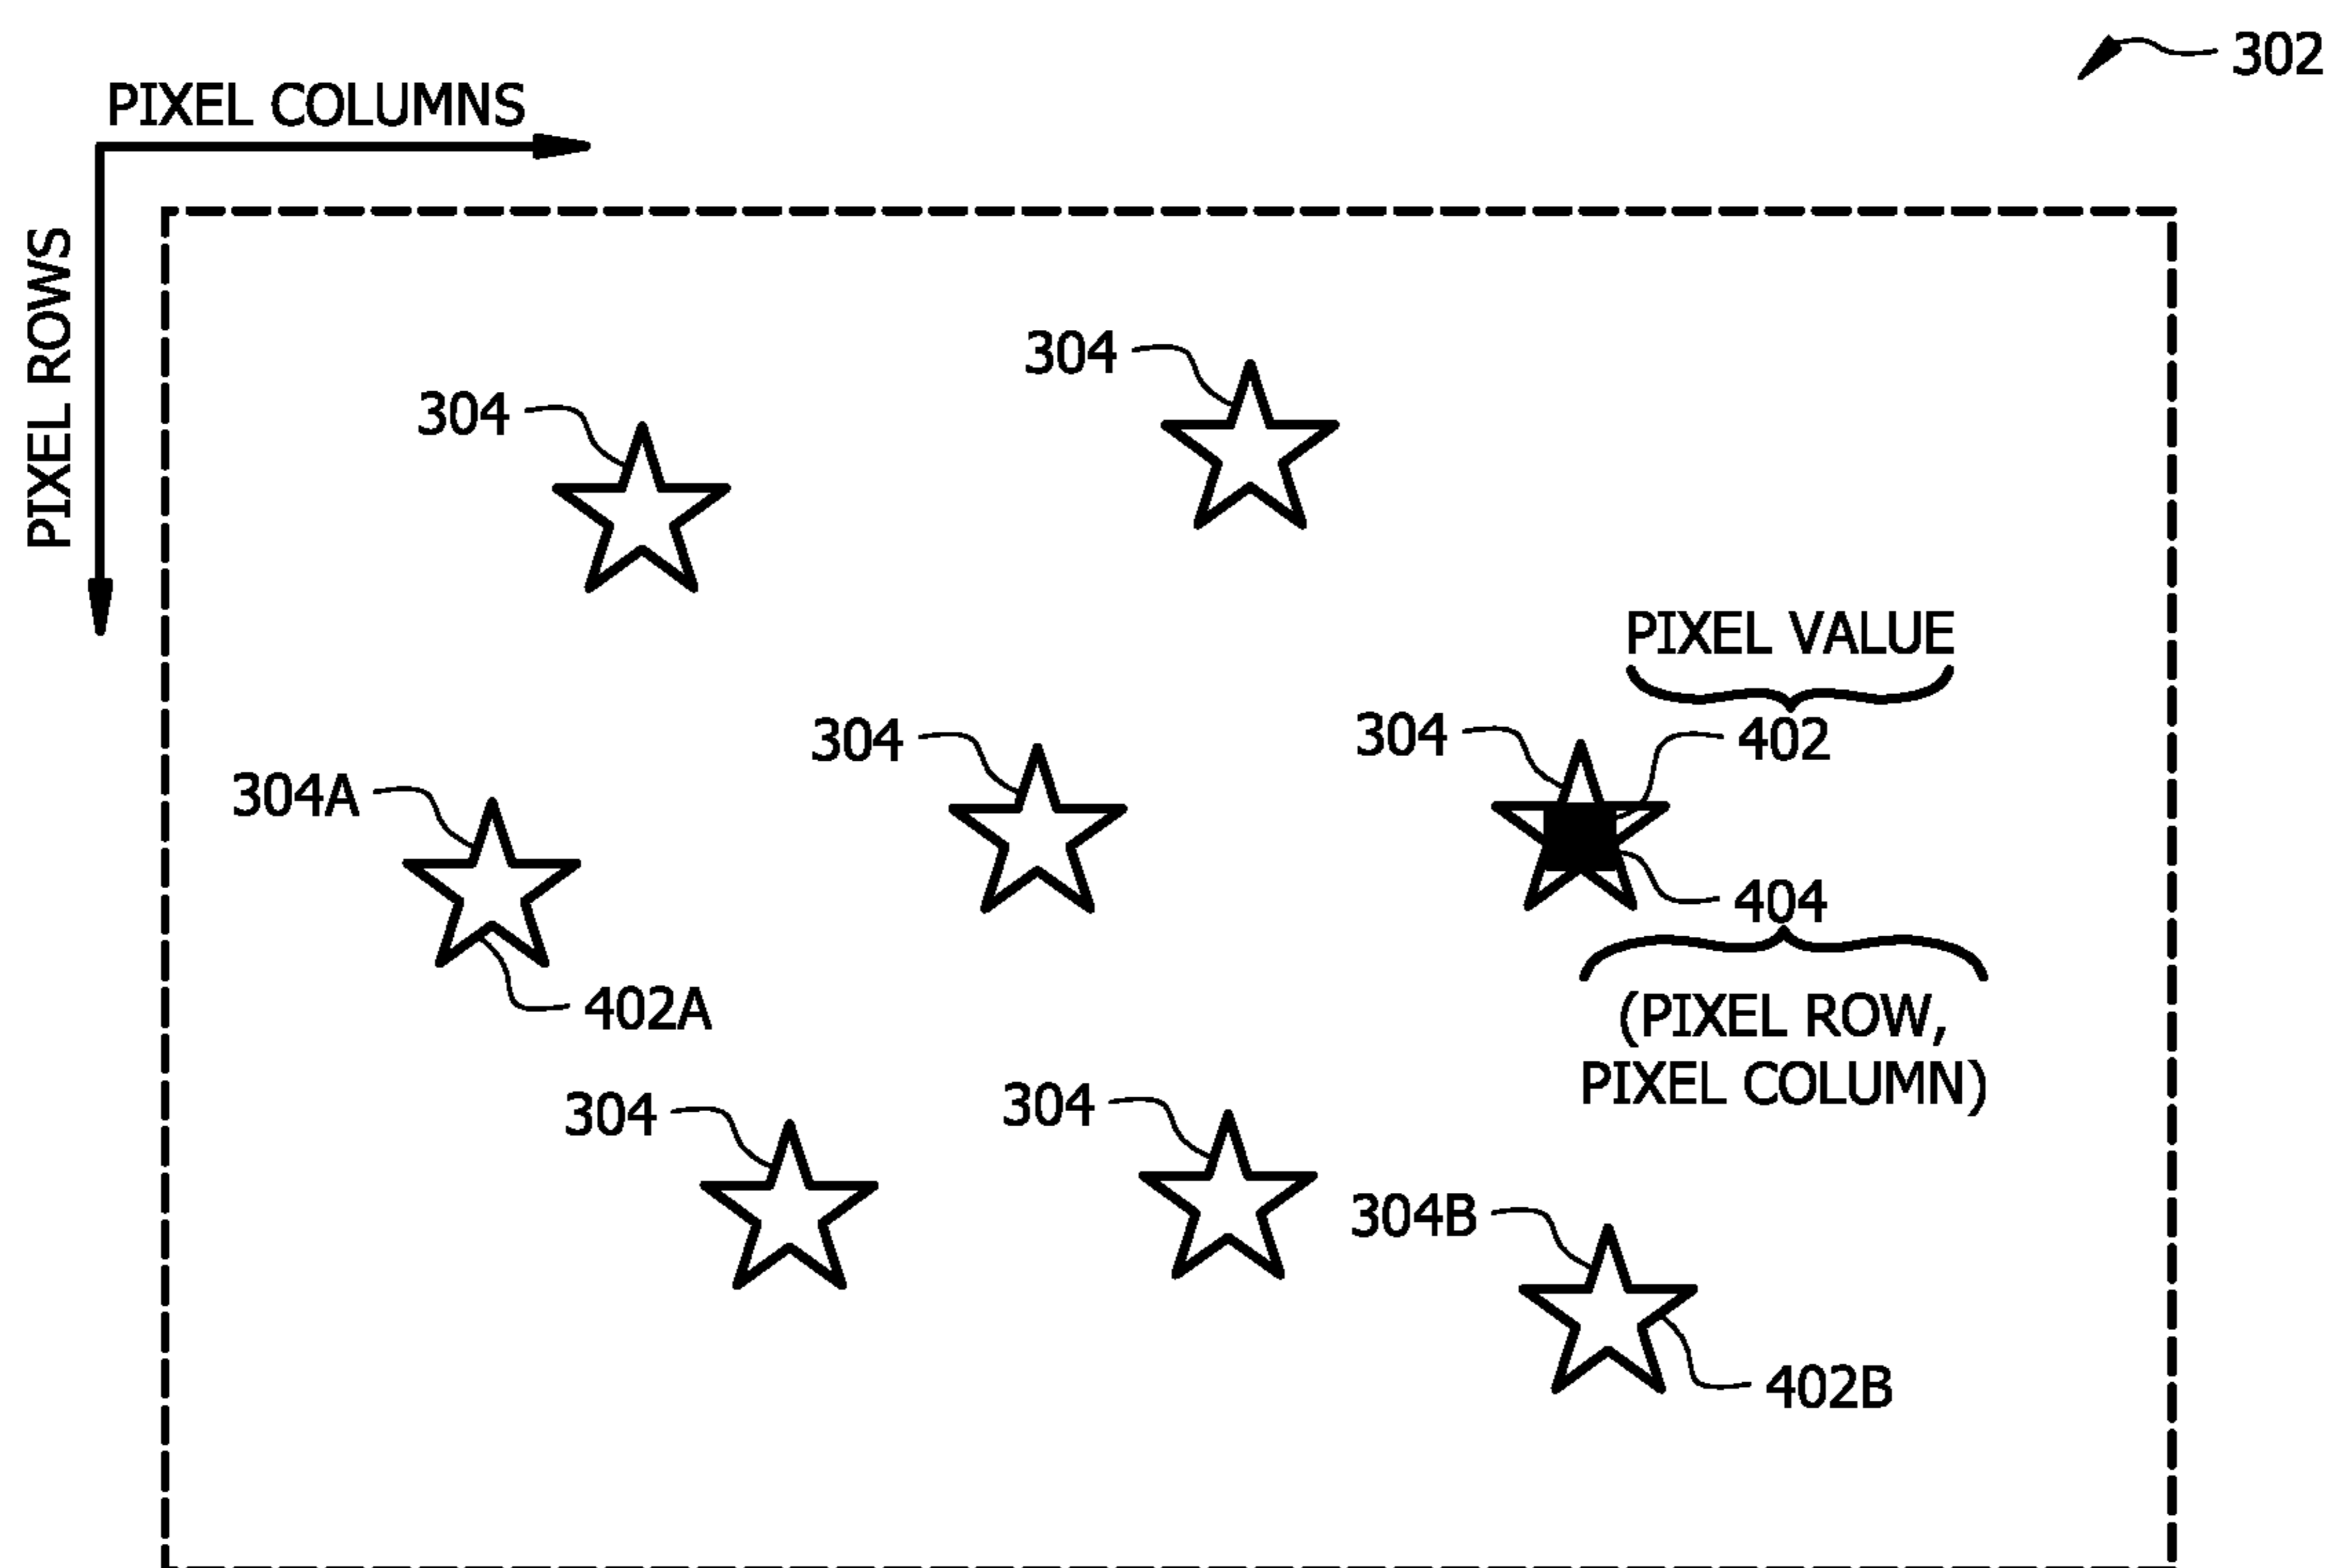 302
PIXEL COLUMNS
PIXEL ROWS
304
304
PIXEL VALUE
304
304
402
304A
404
402A
(PIXEL ROW,
PIXEL COLUMN)
304
304
304B
402B